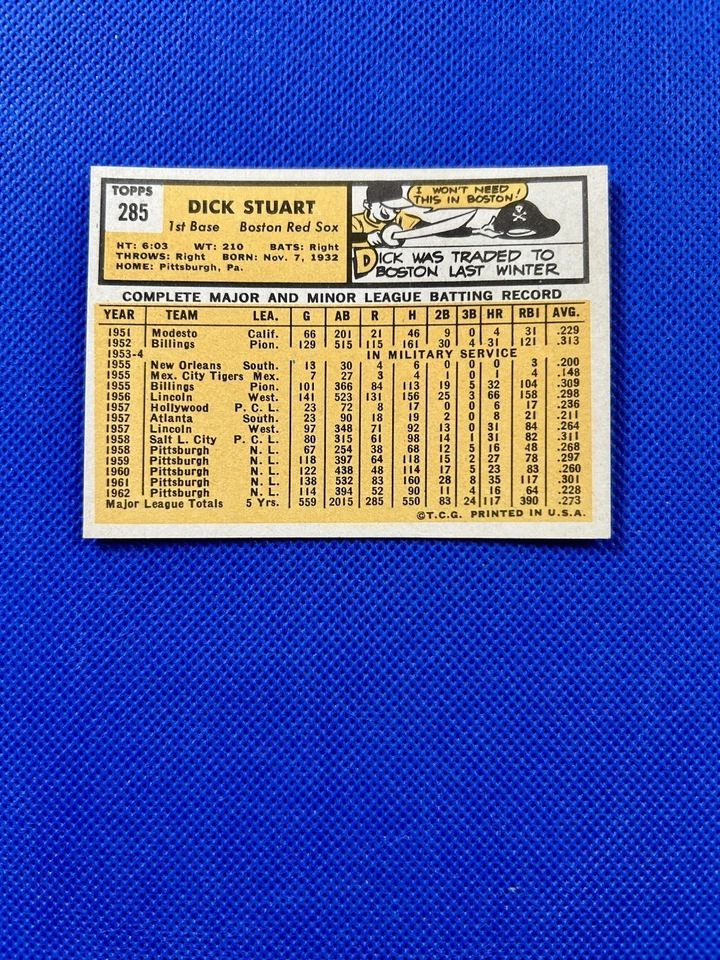 TOPPS
285
DICK STUART
1st Base Boston Red Sox
HT: 6:03 WT: 210 BATS: Right
THROWS: Right BORN: Nov. 7, 1932
HOME: Pittsburgh, Pa.
I WON'T NEED
THIS IN BOSTON!
DICK WAS TRADED TO
BOSTON LAST WINTER
COMPLETE MAJOR AND MINOR LEAGUE BATTING RECORD
YEAR TEAM LEA. G AB R H 2B 3B HR RBI AVG.
1951 Modesto Calif. 66 201 21 46 9 0 4 31 .229
1952 Billings Pion. 129 515 115 161 30 4 31 121 .313
1953-4 IN MILITARY SERVICE
1955 New Orleans South. 13 30 4 6 0 0 0 3 .200
1955 Mex. City Tigers Mex. 7 27 3 4 1 0 1 4 .148
1955 Billings Pion. 101 366 84 113 19 5 32 104 .309
1956 Lincoln West. 141 523 131 156 25 3 66 158 .298
1957 Hollywood P. C. L. 23 72 8 17 0 0 6 17 .236
1957 Atlanta South. 23 90 18 19 2 0 8 21 .211
1957 Lincoln West. 97 348 71 92 13 0 31 84 .264
1958 Salt L. City P. C. L. 80 315 61 98 14 1 31 82 .311
1958 Pittsburgh N. L. 67 254 38 68 12 5 16 48 .268
1959 Pittsburgh N. L. 118 397 64 118 15 2 27 78 .297
1960 Pittsburgh N. L. 122 438 48 114 17 5 23 83 .260
1961 Pittsburgh N. L. 138 532 83 160 28 8 35 117 .301
1962 Pittsburgh N. L. 114 394 52 90 11 4 16 64 .228
Major League Totals 5 Yrs. 559 2015 285 550 83 24 117 390 .273
©T.C.G. PRINTED IN U.S.A.